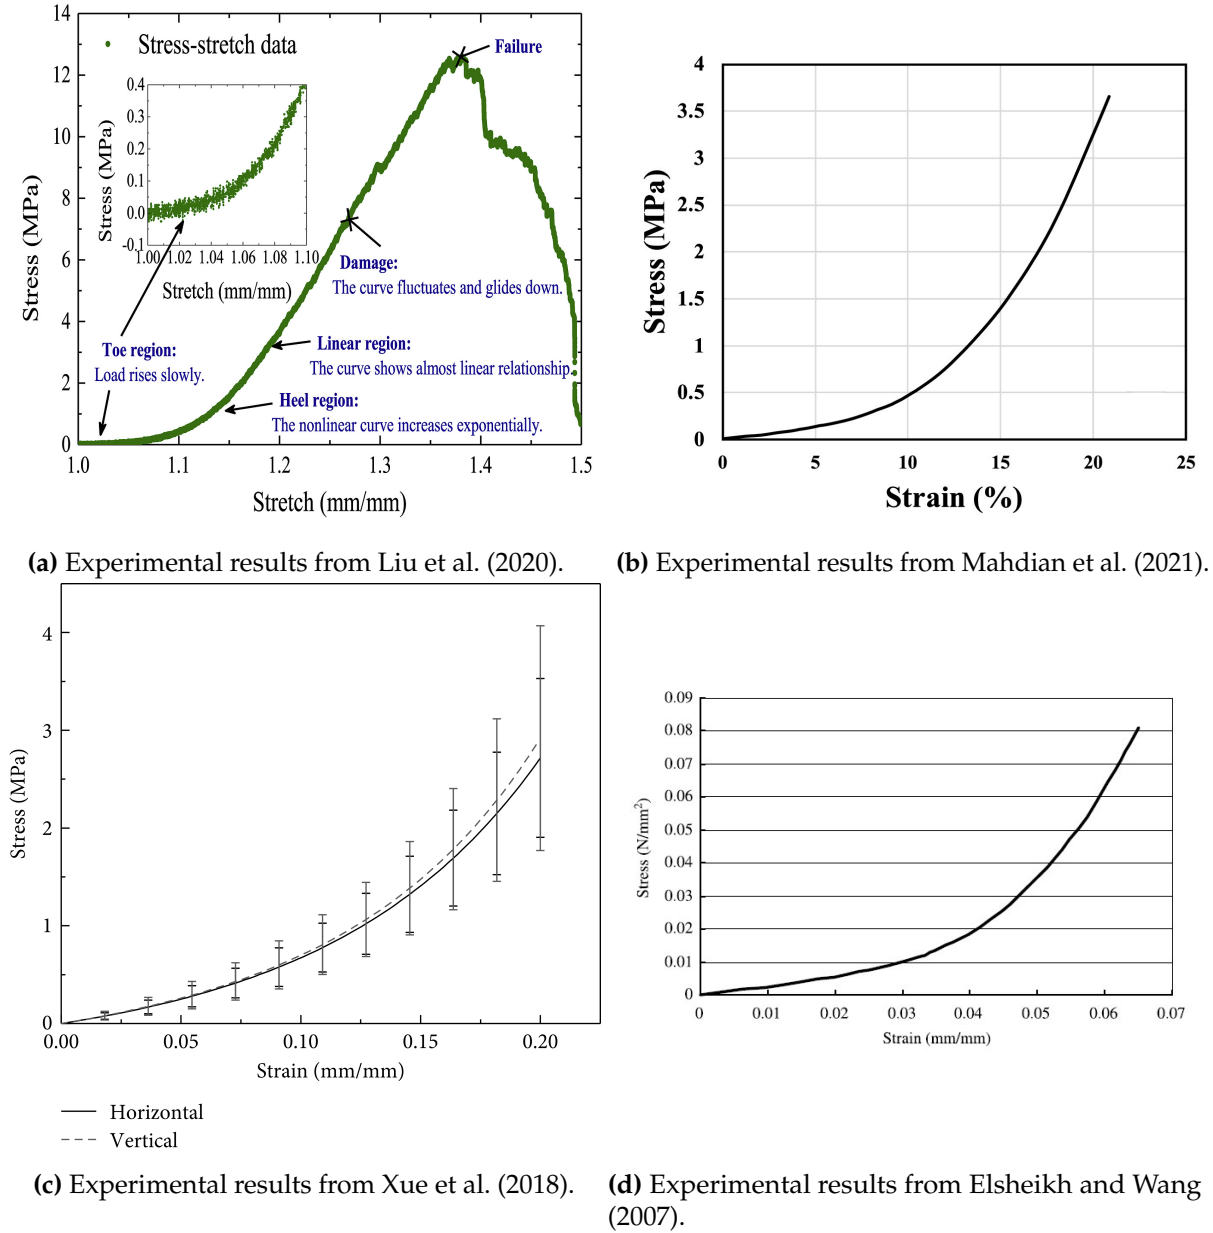 14
12
10
8
6
4
2
0
Stress (MPa)
Stress-stretch data
Failure
0.4
0.3
0.2
0.1
0.0
-0.1
Stress (MPa)
1.00 1.02 1.04 1.06 1.08 1.10
Stretch (mm/mm)
Damage:
The curve fluctuates and glides down.
Toe region:
Load rises slowly.
Linear region:
The curve shows almost linear relationship.
Heel region:
The nonlinear curve increases exponentially.
1.0 1.1 1.2 1.3 1.4 1.5
Stretch (mm/mm)
(a) Experimental results from Liu et al. (2020).
4
3.5
3
2.5
2
1.5
1
0.5
0
Stress (MPa)
0 5 10 15 20 25
Strain (%)
(b) Experimental results from Mahdian et al. (2021).
4
3
2
1
0
Stress (MPa)
0.00 0.05 0.10 0.15 0.20
Strain (mm/mm)
Horizontal
Vertical
(c) Experimental results from Xue et al. (2018).
0.09
0.08
0.07
0.06
0.05
0.04
0.03
0.02
0.01
0
Stress (N/mm²)
0 0.01 0.02 0.03 0.04 0.05 0.06 0.07
Strain (mm/mm)
(d) Experimental results from Elsheikh and Wang
(2007).